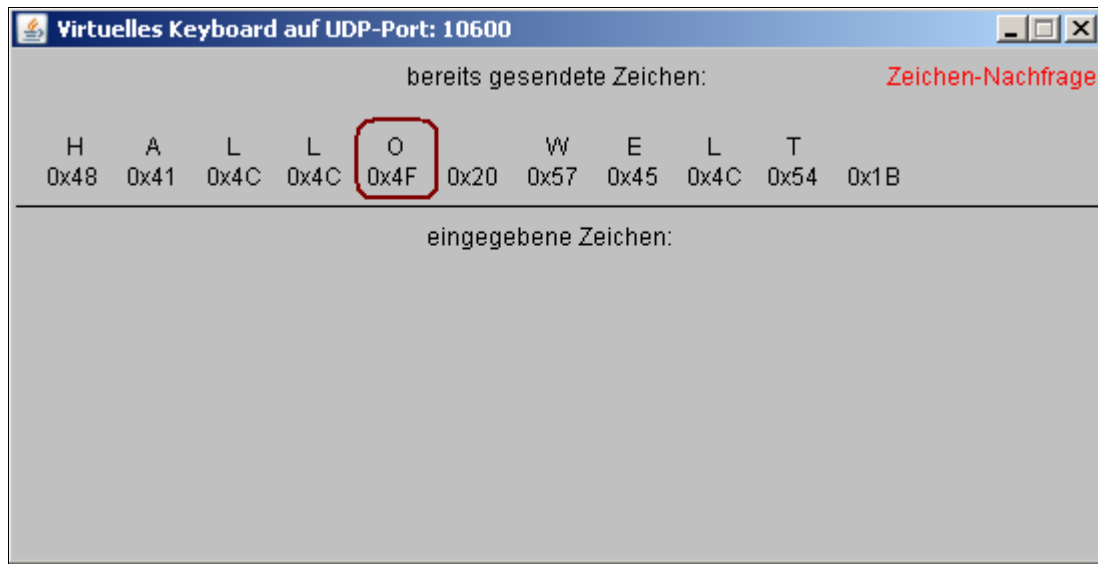 Virtuelles Keyboard auf UDP-Port: 10600
bereits gesendete Zeichen: Zeichen-Nachfrage
H A L L O W E L T
0x48 0x41 0x4C 0x4C 0x4F 0x20 0x57 0x45 0x4C 0x54 0x1B
eingegebene Zeichen: